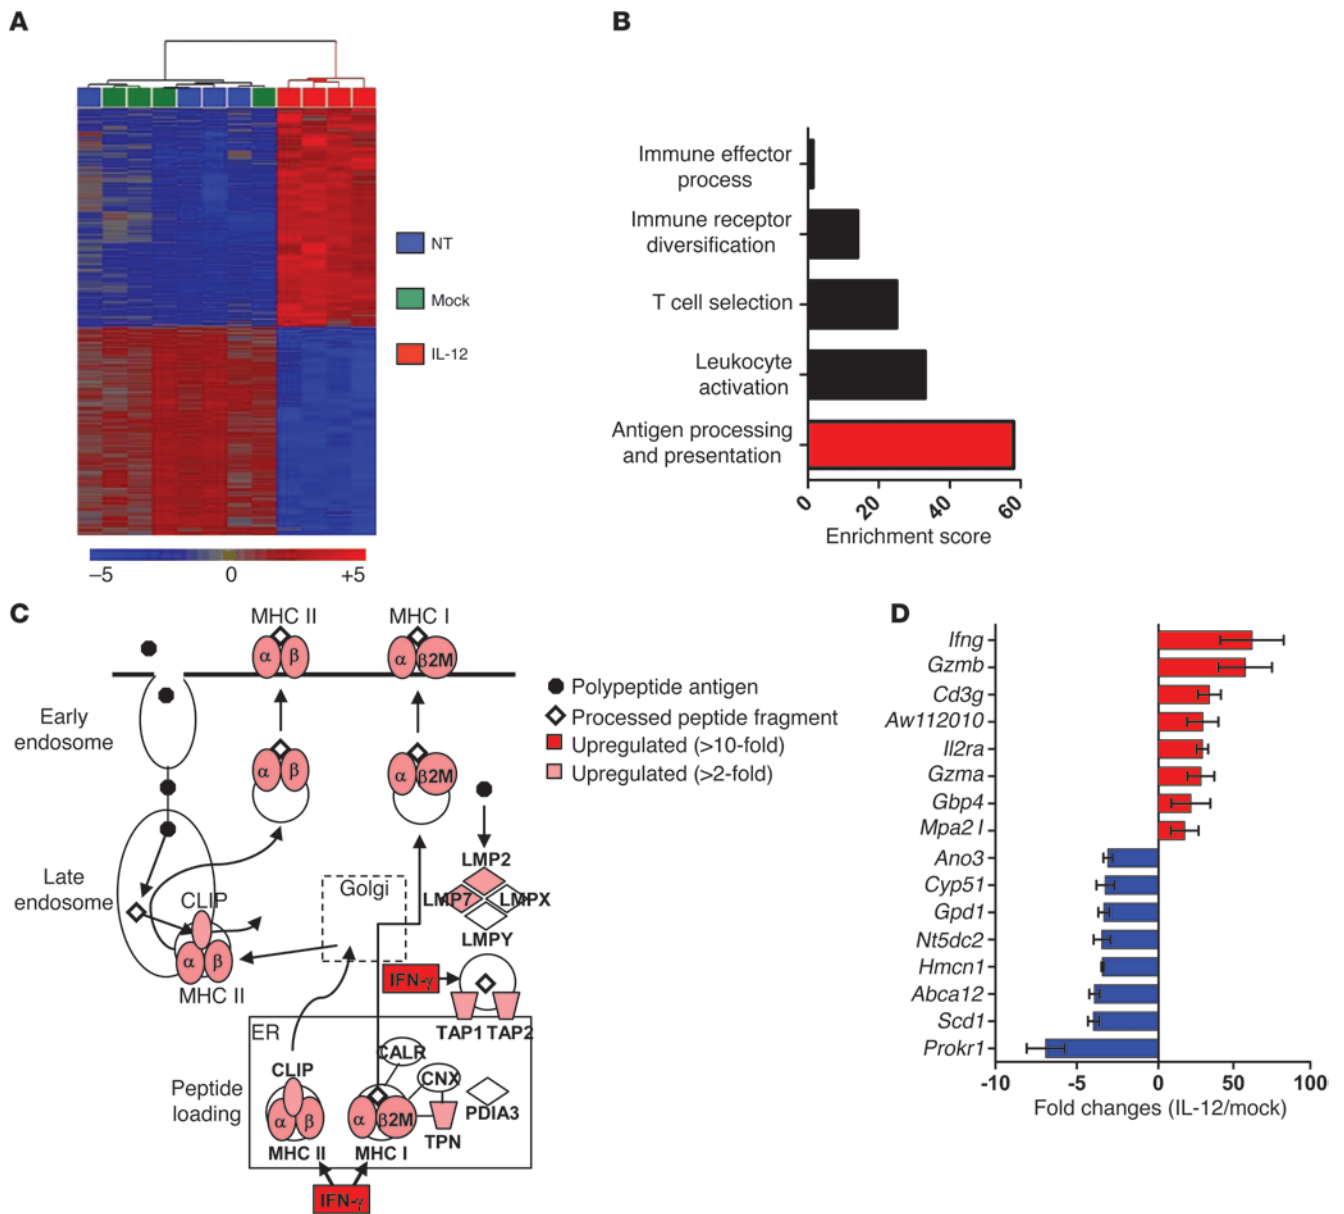 A
NT
Mock
IL-12
−5
0
+5
B
Immune effector
process
Immune receptor
diversification
T cell selection
Leukocyte
activation
Antigen processing
and presentation
0
20
40
60
Enrichment score
C
MHC II
MHC I
α
β
α
β2M
Early
endosome
α
β
α
β2M
Polypeptide antigen
Processed peptide fragment
Upregulated (>10-fold)
Upregulated (>2-fold)
Late
endosome
CLIP
α
β
MHC II
Golgi
LMP2
LMP7
LMPX
LMPY
IFN-γ
TAP1
TAP2
ER
Peptide
loading
CLIP
α
β
MHC II
CALR
CNX
α
β2M
MHC I
TPN
PDIA3
IFN-γ
D
Ifng
Gzmb
Cd3g
Aw112010
Il2ra
Gzma
Gbp4
Mpa2 l
Ano3
Cyp51
Gpd1
Nt5dc2
Hmcn1
Abca12
Scd1
Prokr1
-10
-5
0
50
100
Fold changes (IL-12/mock)